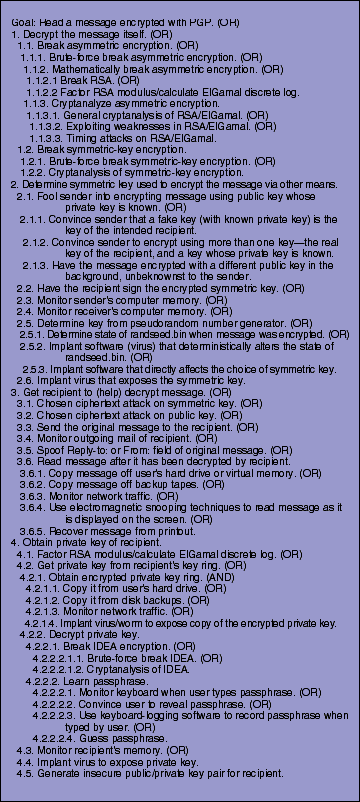 Goal: Read a message encrypted with PGP. (OR)
1. Decrypt the message itself. (OR)
1.1. Break asymmetric encryption. (OR)
1.1.1. Brute-force break asymmetric encryption. (OR)
1.1.2. Mathematically break asymmetric encryption. (OR)
1.1.2.1 Break RSA. (OR)
1.1.2.2 Factor RSA modulus/calculate ElGamal discrete log.
1.1.3. Cryptanalyze asymmetric encryption.
1.1.3.1. General cryptanalysis of RSA/ElGamal. (OR)
1.1.3.2. Exploiting weaknesses in RSA/ElGamal. (OR)
1.1.3.3. Timing attacks on RSA/ElGamal.
1.2. Break symmetric-key encryption.
1.2.1. Brute-force break symmetric-key encryption. (OR)
1.2.2. Cryptanalysis of symmetric-key encryption.
2. Determine symmetric key used to encrypt the message via other means.
2.1. Fool sender into encrypting message using public key whose
private key is known. (OR)
2.1.1. Convince sender that a fake key (with known private key) is the
key of the intended recipient.
2.1.2. Convince sender to encrypt using more than one key—the real
key of the recipient, and a key whose private key is known.
2.1.3. Have the message encrypted with a different public key in the
background, unbeknownst to the sender.
2.2. Have the recipient sign the encrypted symmetric key. (OR)
2.3. Monitor sender's computer memory. (OR)
2.4. Monitor receiver's computer memory. (OR)
2.5. Determine key from pseudorandom number generator. (OR)
2.5.1. Determine state of randseed.bin when message was encrypted. (OR)
2.5.2. Implant software (virus) that deterministically alters the state of
randseed.bin. (OR)
2.5.3. Implant software that directly affects the choice of symmetric key.
2.6. Implant virus that exposes the symmetric key.
3. Get recipient to (help) decrypt message. (OR)
3.1. Chosen ciphertext attack on symmetric key. (OR)
3.2. Chosen ciphertext attack on public key. (OR)
3.3. Send the original message to the recipient. (OR)
3.4. Monitor outgoing mail of recipient. (OR)
3.5. Spoof Reply-to: or From: field of original message. (OR)
3.6. Read message after it has been decrypted by recipient.
3.6.1. Copy message off user's hard drive or virtual memory. (OR)
3.6.2. Copy message off backup tapes. (OR)
3.6.3. Monitor network traffic. (OR)
3.6.4. Use electromagnetic snooping techniques to read message as it
is displayed on the screen. (OR)
3.6.5. Recover message from printout.
4. Obtain private key of recipient.
4.1. Factor RSA modulus/calculate ElGamal discrete log. (OR)
4.2. Get private key from recipient's key ring. (OR)
4.2.1. Obtain encrypted private key ring. (AND)
4.2.1.1. Copy it from user's hard drive. (OR)
4.2.1.2. Copy it from disk backups. (OR)
4.2.1.3. Monitor network traffic. (OR)
4.2.1.4. Implant virus/worm to expose copy of the encrypted private key.
4.2.2. Decrypt private key.
4.2.2.1. Break IDEA encryption. (OR)
4.2.2.2.1.1. Brute-force break IDEA. (OR)
4.2.2.2.1.2. Cryptanalysis of IDEA.
4.2.2.2. Learn passphrase.
4.2.2.2.1. Monitor keyboard when user types passphrase. (OR)
4.2.2.2.2. Convince user to reveal passphrase. (OR)
4.2.2.2.3. Use keyboard-logging software to record passphrase when
typed by user. (OR)
4.2.2.2.4. Guess passphrase.
4.3. Monitor recipient's memory. (OR)
4.4. Implant virus to expose private key.
4.5. Generate insecure public/private key pair for recipient.